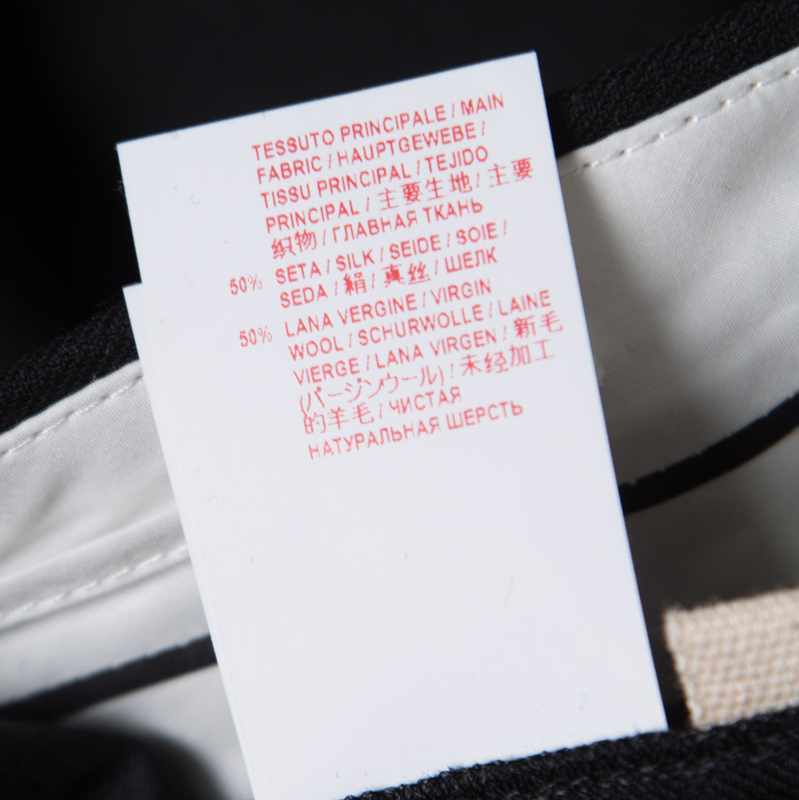 TESSUTO PRINCIPALE / MAIN
FABRIC / HAUPTGEWEBE /
TISSU PRINCIPAL / TEJIDO
PRINCIPAL / 主要生地 / 主要
织物 / ГЛАВНАЯ ТКАНЬ
50% SETA / SILK / SEIDE / SOIE /
SEDA / 絹 / 真丝 / ШЕЛК
50% LANA VERGINE / VIRGIN
WOOL / SCHURWOLLE / LAINE
VIERGE / LANA VIRGEN / 新毛
(バージンウール) / 未经加工
的羊毛 / ЧИСТАЯ
НАТУРАЛЬНАЯ ШЕРСТЬ